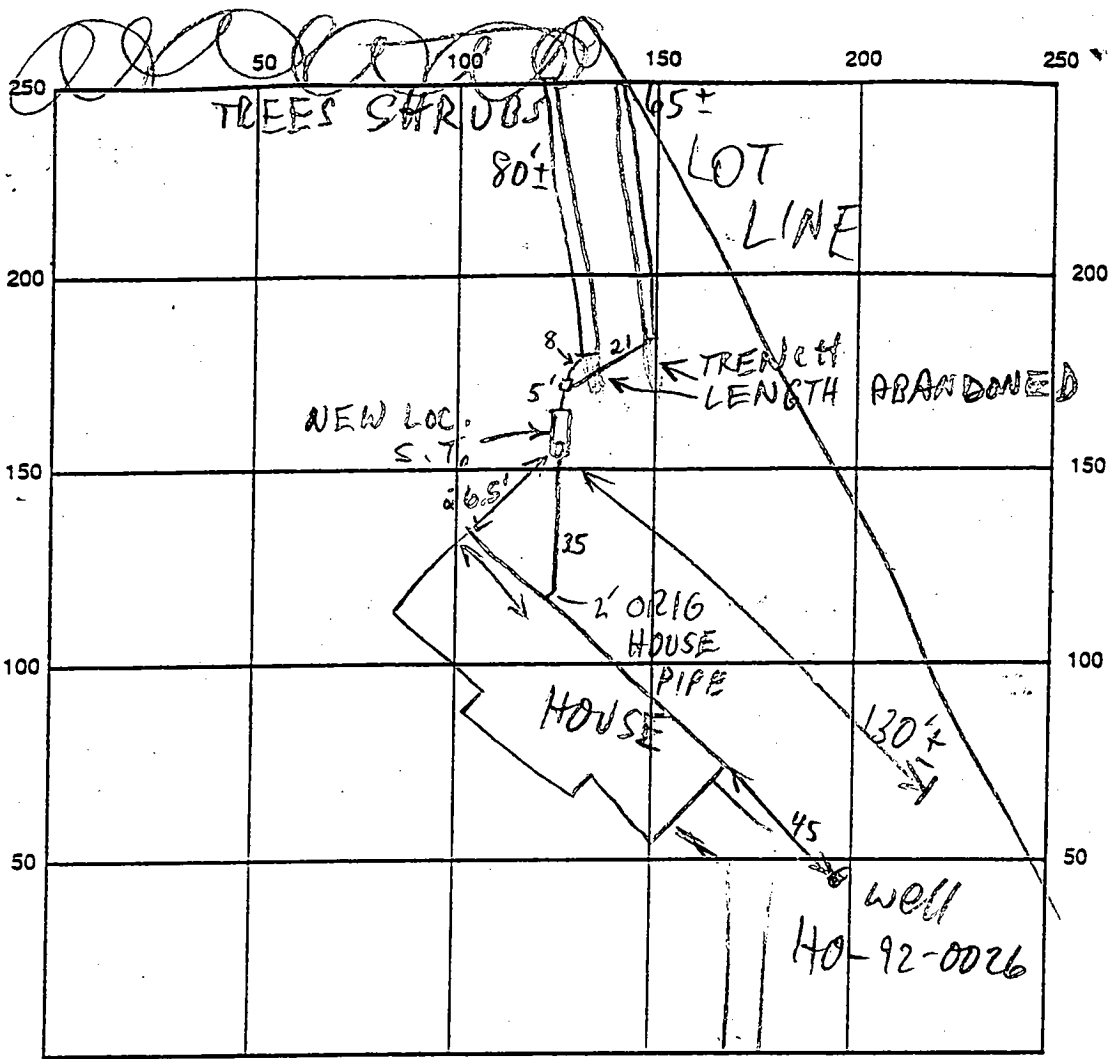 50 100 150 200 250
250
TREES SHRUBS
65±
80'±
LOT
LINE
200 200
8
21
TRENCH
LENGTH ABANDONED
5'
NEW LOC.
S.T.
150 150
26.5'
35
2' ORIG
HOUSE
PIPE
100 100
HOUSE
130'±
45
50 50
well
HO-92-0026